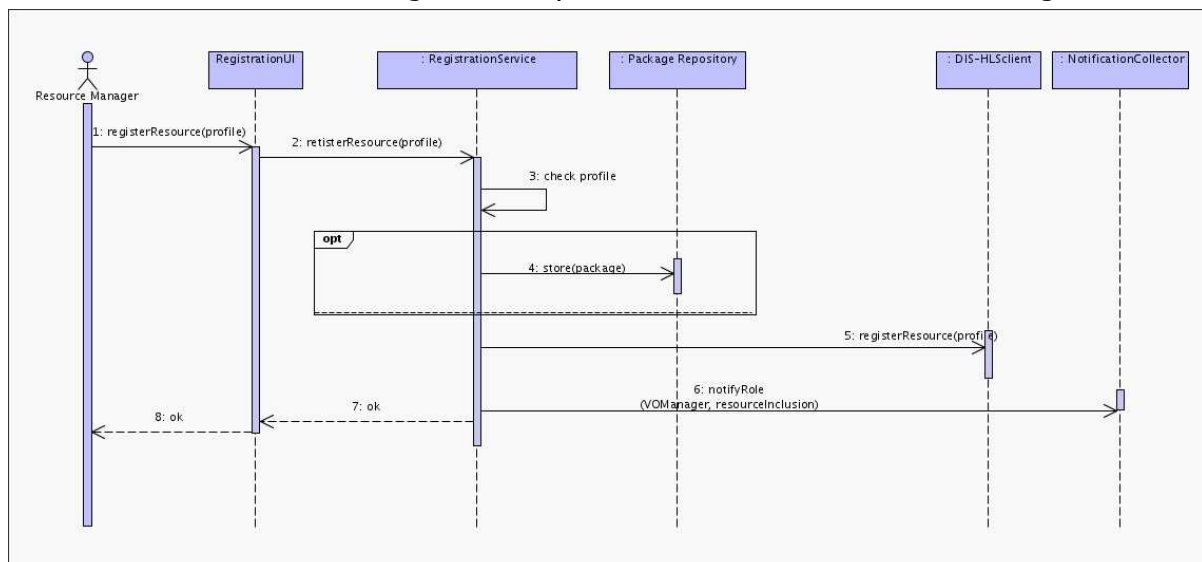 RegistrationUI
: RegistrationService
: Package Repository
: DIS-HLSclient
: NotificationCollector
Resource Manager
1: registerResource(profile)
2: retisterResource(profile)
3: check profile
opt
4: store(package)
5: registerResource(profile)
6: notifyRole
(VOManager, resourceInclusion)
7: ok
8: ok